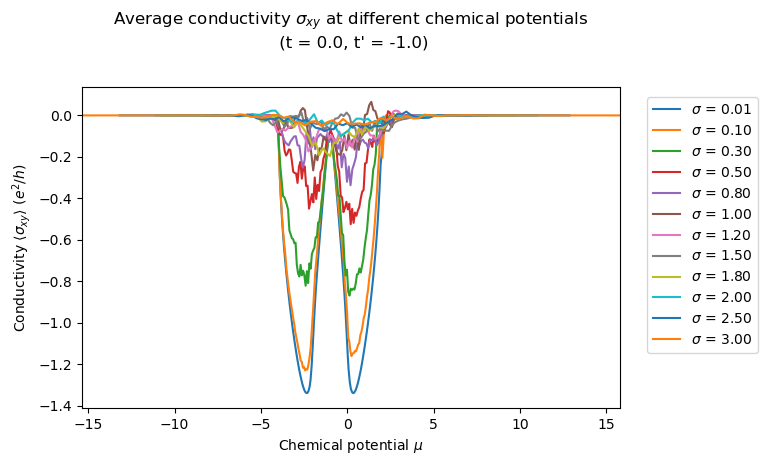 Average conductivity σxy at different chemical potentials
(t = 0.0, t' = -1.0)
Conductivity ⟨σxy⟩ (e²/h)
0.0
−0.2
−0.4
−0.6
−0.8
−1.0
−1.2
−1.4
−15
−10
−5
0
5
10
15
Chemical potential μ
σ = 0.01
σ = 0.10
σ = 0.30
σ = 0.50
σ = 0.80
σ = 1.00
σ = 1.20
σ = 1.50
σ = 1.80
σ = 2.00
σ = 2.50
σ = 3.00